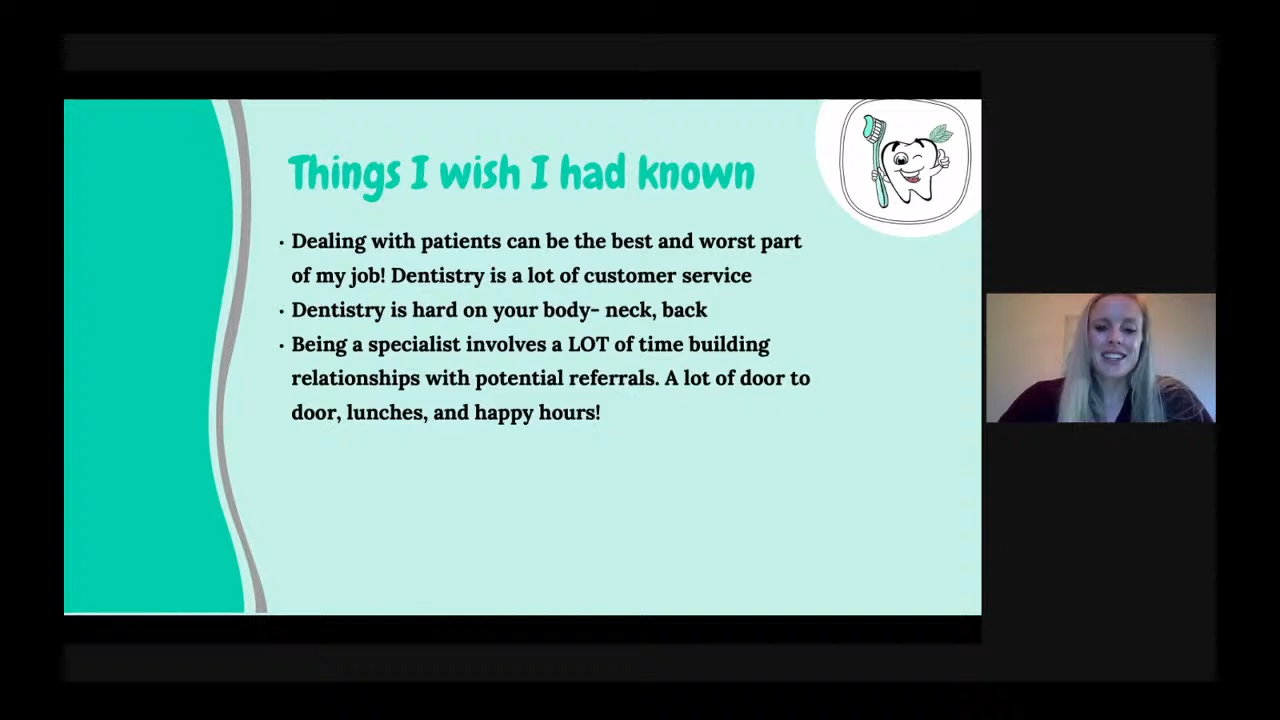 Things I wish I had known
· Dealing with patients can be the best and worst part
of my job! Dentistry is a lot of customer service
· Dentistry is hard on your body- neck, back
· Being a specialist involves a LOT of time building
relationships with potential referrals. A lot of door to
door, lunches, and happy hours!